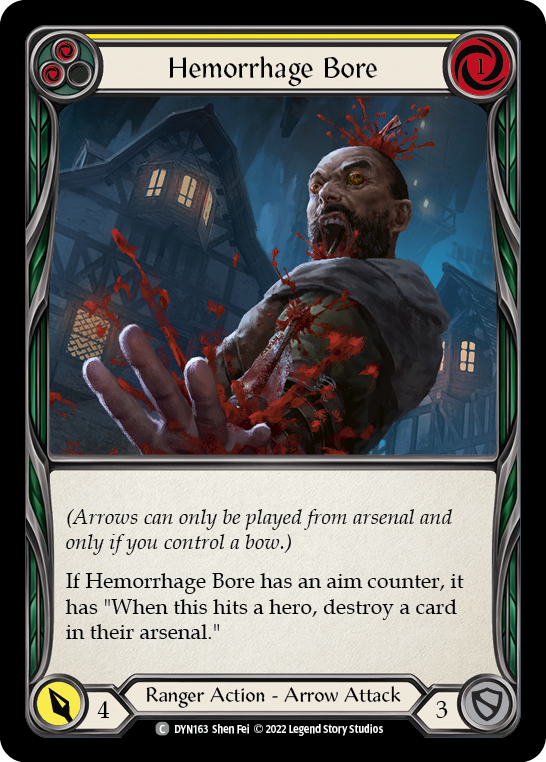 Hemorrhage Bore
1
(Arrows can only be played from arsenal and
only if you control a bow.)
If Hemorrhage Bore has an aim counter, it
has "When this hits a hero, destroy a card
in their arsenal."
4
Ranger Action - Arrow Attack
3
C DYN163 Shen Fei © 2022 Legend Story Studios